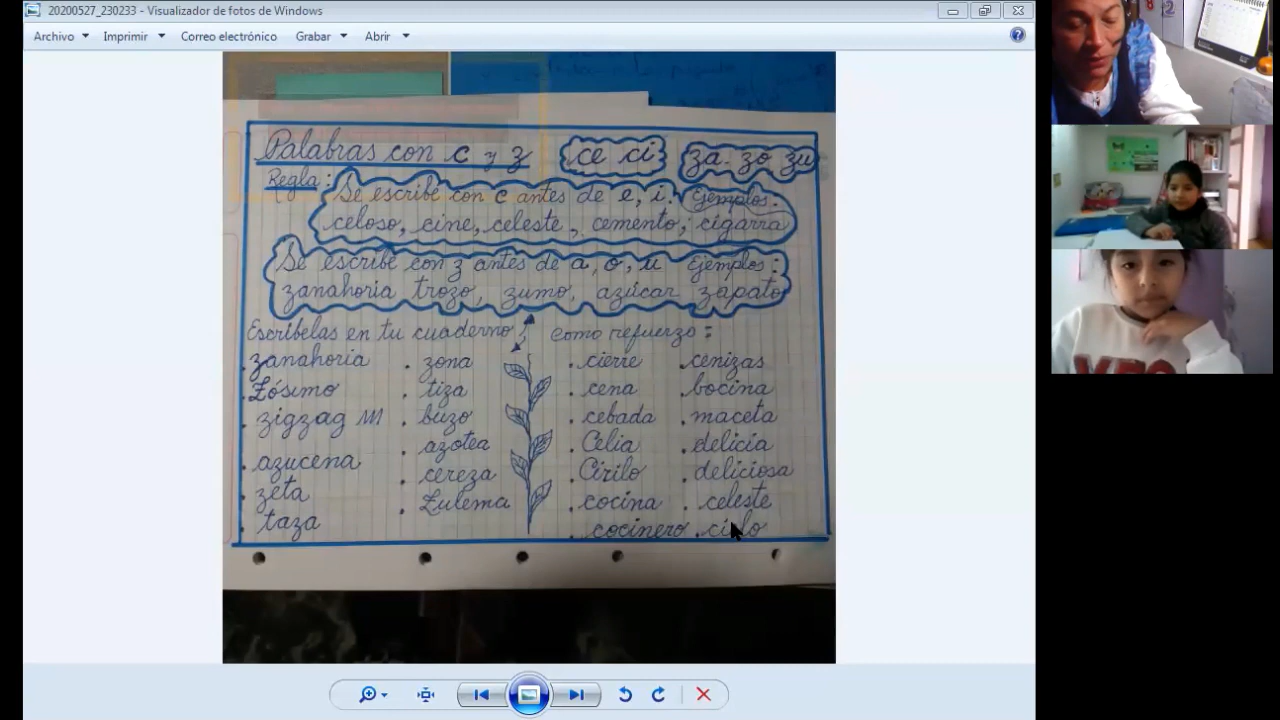 20200527_230233 - Visualizador de fotos de Windows
Archivo Imprimir Correo electrónico Grabar Abrir
Palabras con c y z ce ci za zo zu
Regla: Se escribe con c antes de e, i. Ejemplos:
celoso, cine, celeste, cemento, cigarra
Se escribe con z antes de a, o, u Ejemplos:
zanahoria trozo, zumo, azúcar zapato
Escríbelas en tu cuaderno, como refuerzo:
. zanahoria . zona . cierre . cenizas
. Zósimo . tiza . cena . bocina
. zigzag . buzo . cebada . maceta
. azucena . azotea . Celia . delicia
. zeta . cereza . Cirilo . deliciosa
. taza . Zulema . cocina . celeste
. cocinero . cielo